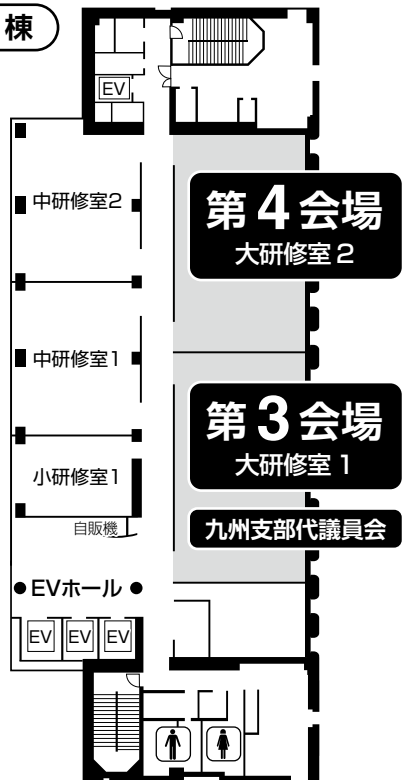 棟
EV
中研修室2
第4会場
大研修室2
中研修室1
第3会場
大研修室1
小研修室1
自販機
九州支部代議員会
●EVホール●
EV EV EV